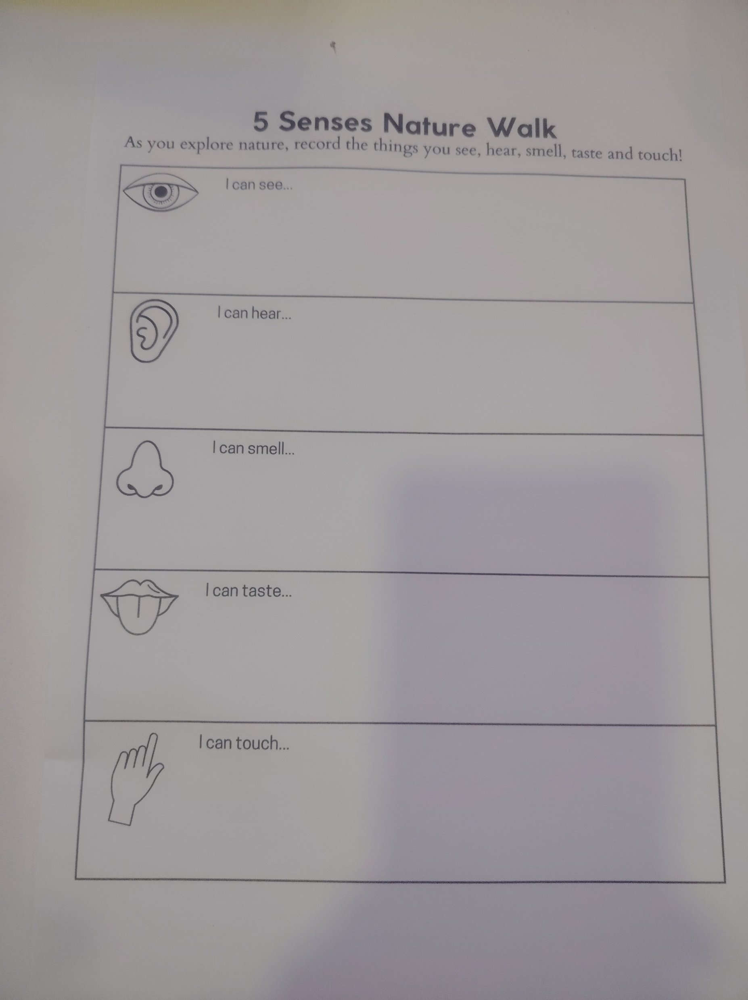 5 Senses Nature Walk
As you explore nature, record the things you see, hear, smell, taste and touch!
I can see...
I can hear...
I can smell...
I can taste...
I can touch...